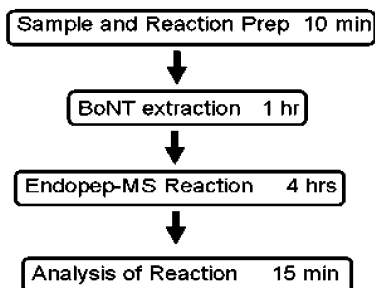 Sample and Reaction Prep 10 min
BoNT extraction 1 hr
Endopep-MS Reaction 4 hrs
Analysis of Reaction 15 min